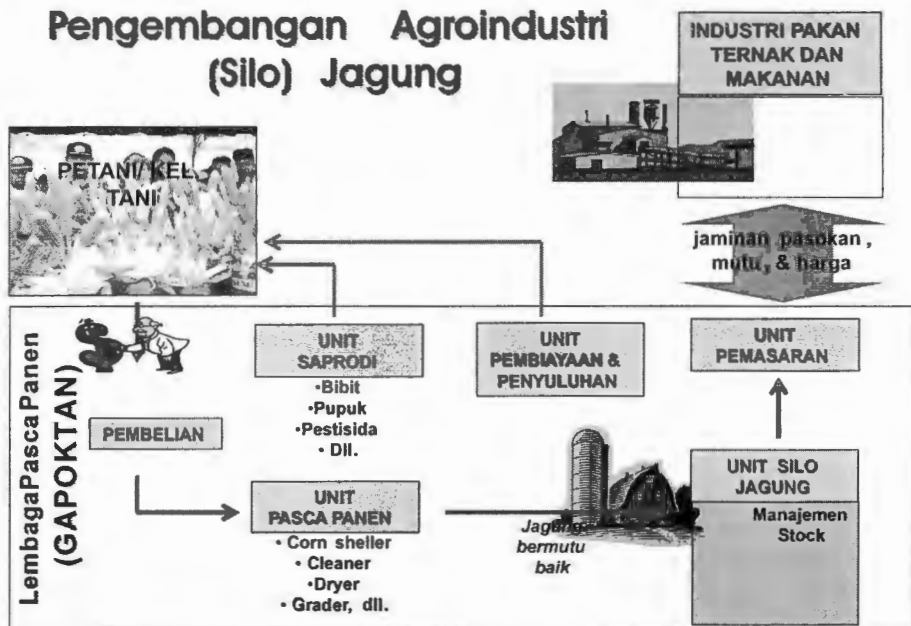 Pengembangan Agroindustri
(Silo) Jagung
INDUSTRI PAKAN
TERNAK DAN
MAKANAN
PETANI/ KEL.
TANI
jaminan pasokan ,
mutu , & harga
LembagaPasca Panen
(GAPOKTAN)
UNIT
SAPRODI
•Bibit
•Pupuk
•Pestisida
• Dll.
UNIT
PEMBIAYAAN &
PENYULUHAN
UNIT
PEMASARAN
PEMBELIAN
UNIT
PASCA PANEN
• Corn sheller
• Cleaner
•Dryer
• Grader, dll.
Jagung
bermutu
baik
UNIT SILO
JAGUNG
Manajemen
Stock